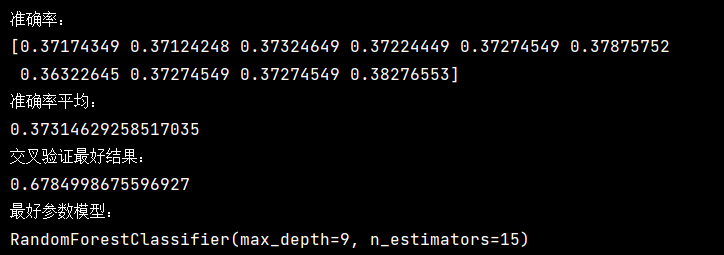 准确率：
[0.37174349 0.37124248 0.37324649 0.37224449 0.37274549 0.37875752
 0.36322645 0.37274549 0.37274549 0.38276553]
准确率平均：
0.37314629258517035
交叉验证最好结果：
0.6784998675596927
最好参数模型：
RandomForestClassifier(max_depth=9, n_estimators=15)